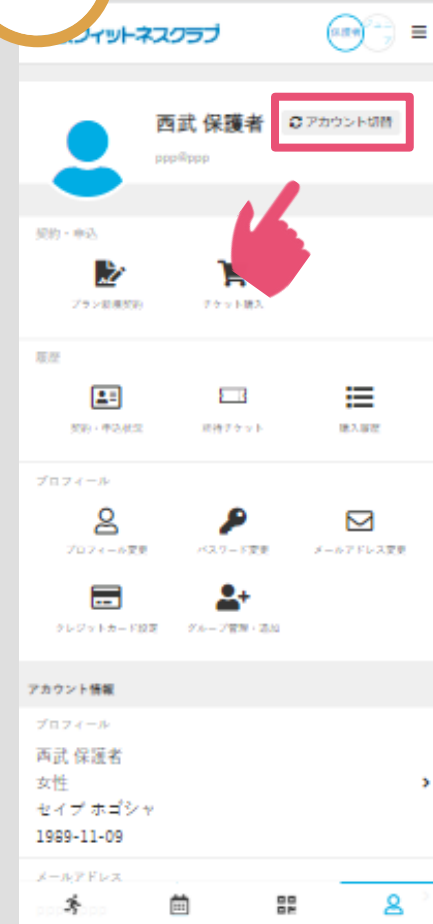 フィットネスクラブ
保護者
西武 保護者
アカウント切替
ppp@ppp
契約・申込
プラン新規契約
チケット購入
履歴
契約・申込状況
所持チケット
購入履歴
プロフィール
プロフィール変更
パスワード変更
メールアドレス変更
クレジットカード設定
グループ管理・追加
アカウント情報
プロフィール
西武 保護者
女性
セイブ ホゴシャ
1989-11-09
メールアドレス